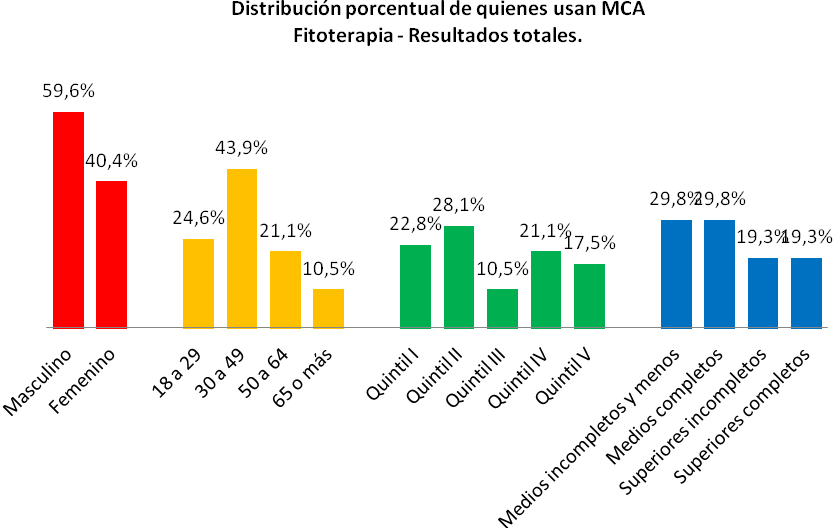 Distribución porcentual de quienes usan MCA
Fitoterapia - Resultados totales.
59,6%
40,4%
24,6%
43,9%
21,1%
10,5%
22,8%
28,1%
10,5%
21,1%
17,5%
29,8%
29,8%
19,3%
19,3%
Masculino
Femenino
18 a 29
30 a 49
50 a 64
65 o más
Quintil I
Quintil II
Quintil III
Quintil IV
Quintil V
Medios incompletos y menos
Medios completos
Superiores incompletos
Superiores completos